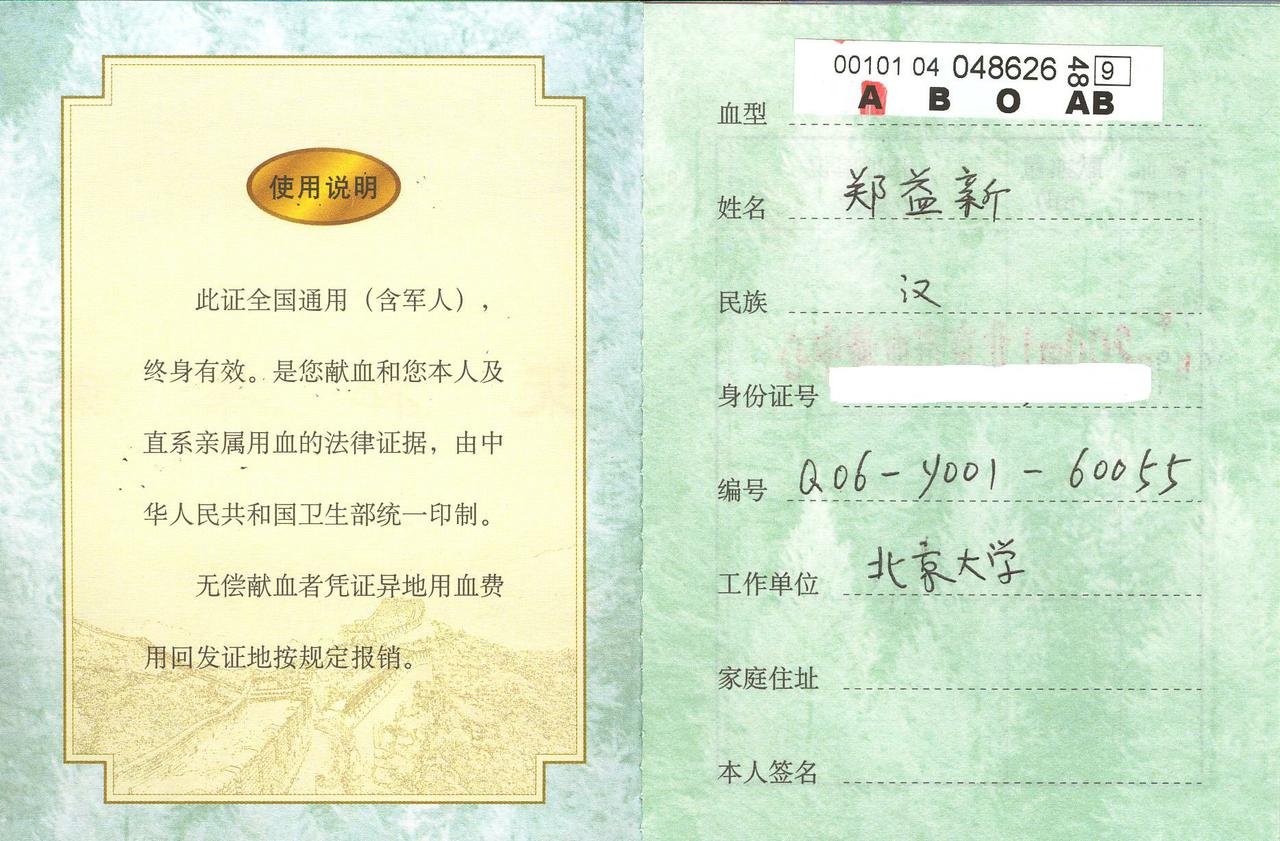 使用说明
此证全国通用（含军人），
终身有效。是您献血和您本人及
直系亲属用血的法律证据，由中
华人民共和国卫生部统一印制。
无偿献血者凭证异地用血费
用回发证地按规定报销。
00101 04 048626 48 9
血型 A B O AB
姓名 郑益新
民族 汉
身份证号
编号 Q06-4001-60055
工作单位 北京大学
家庭住址
本人签名